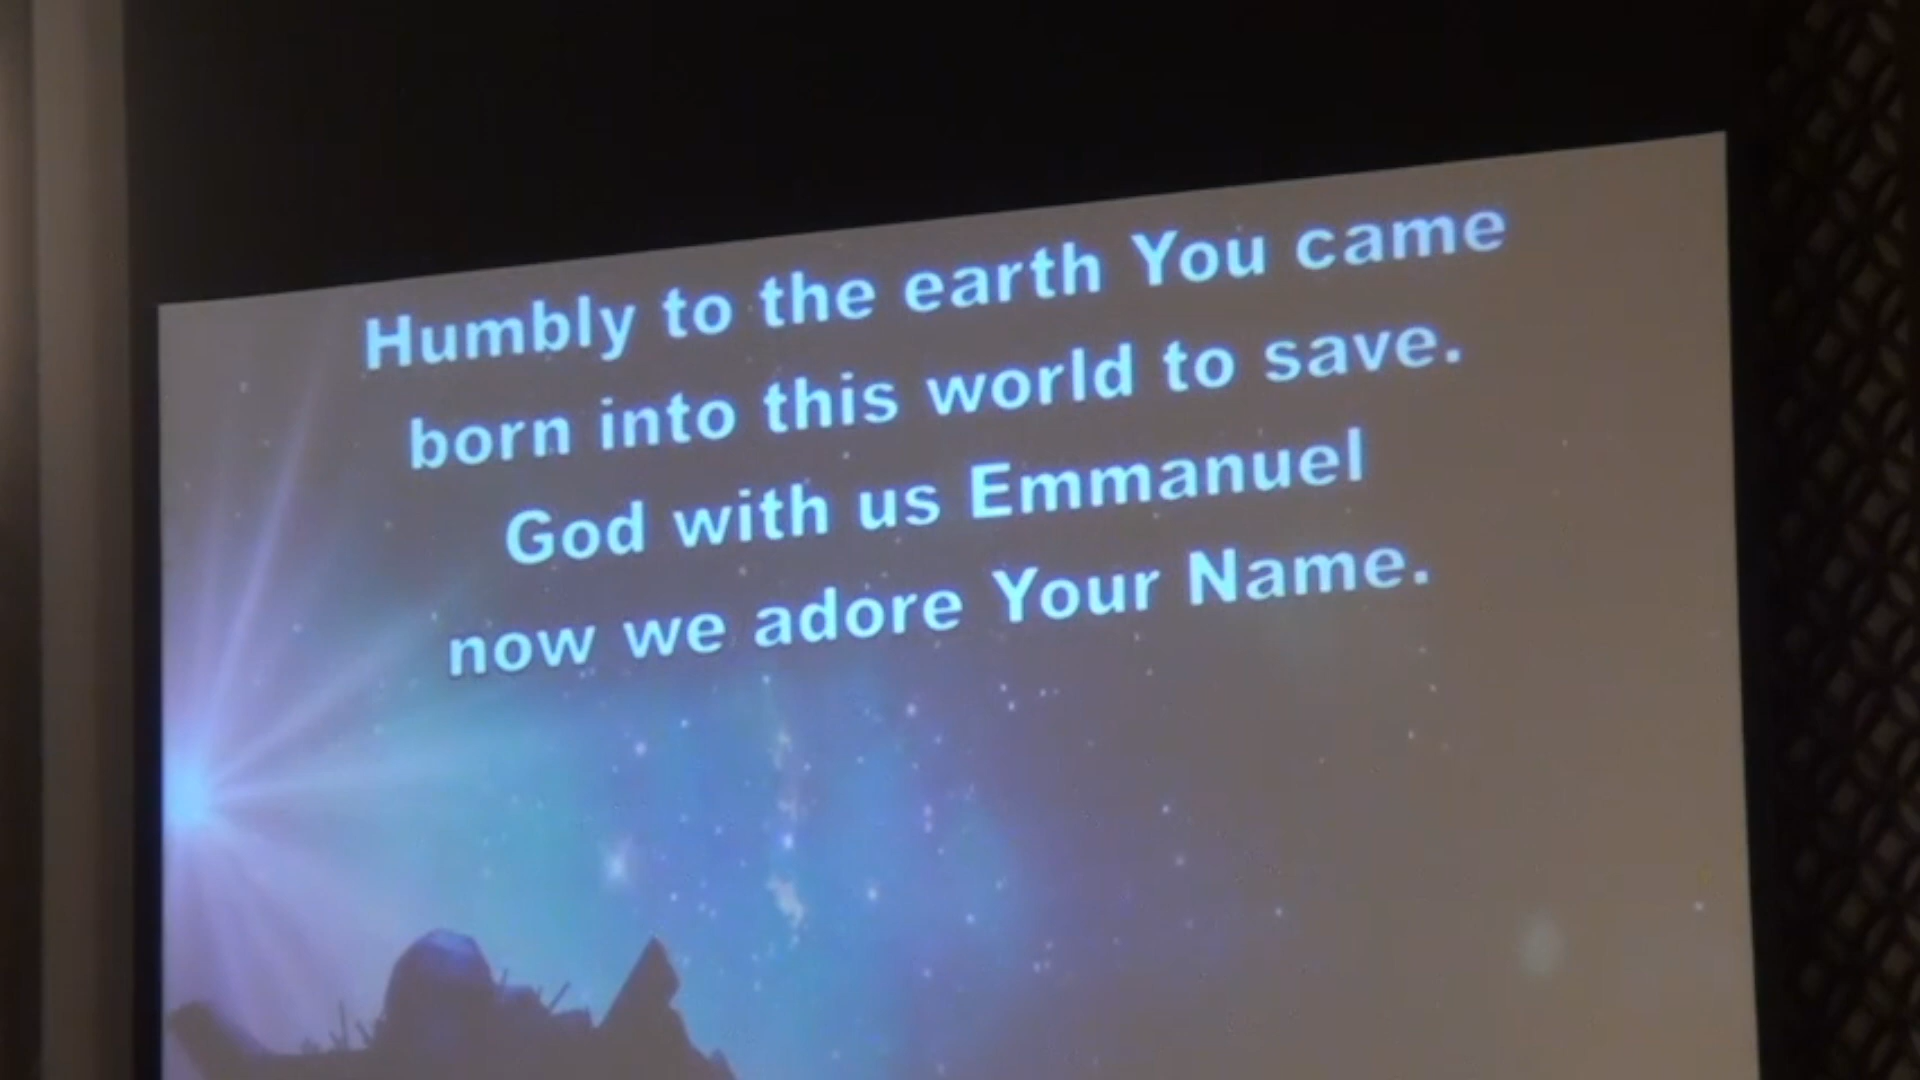 Humbly to the earth You came
born into this world to save.
God with us Emmanuel
now we adore Your Name.